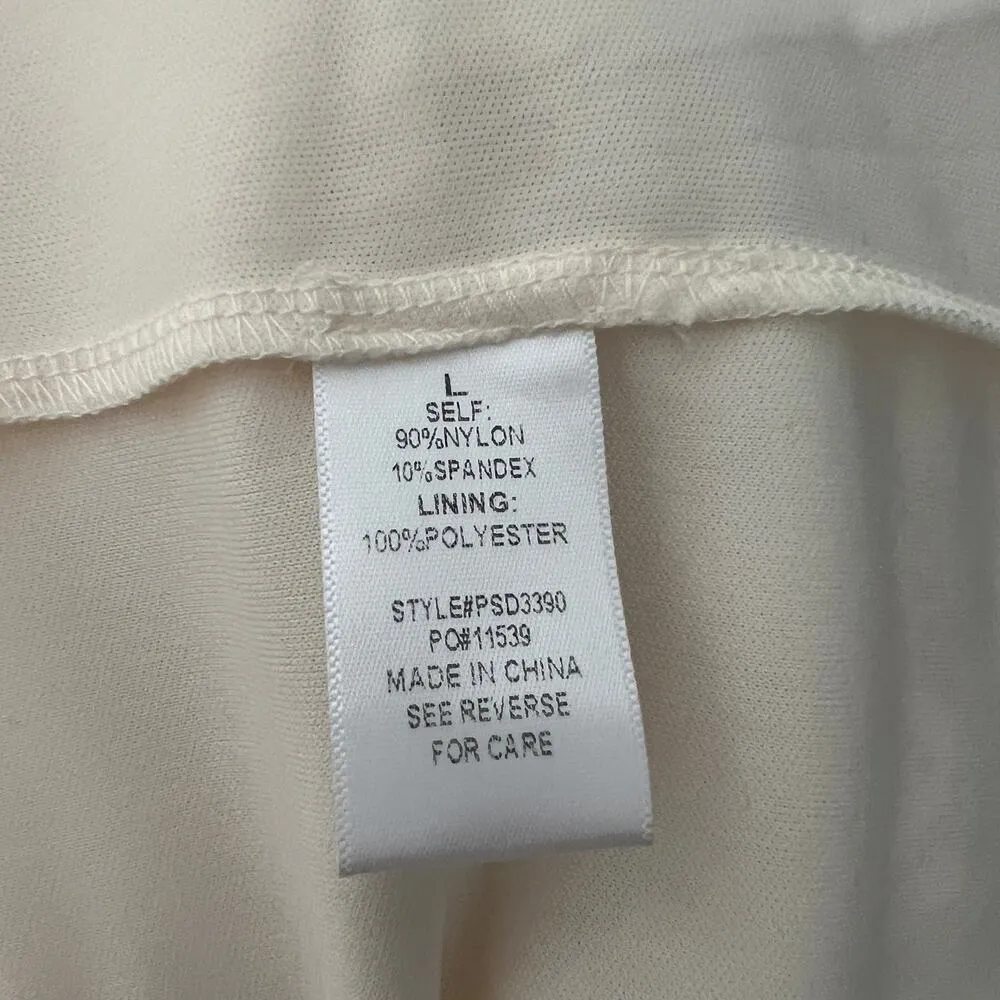 L
SELF:
90%NYLON
10%SPANDEX
LINING:
100%POLYESTER
STYLE#PSD3390
PO#11539
MADE IN CHINA
SEE REVERSE
FOR CARE